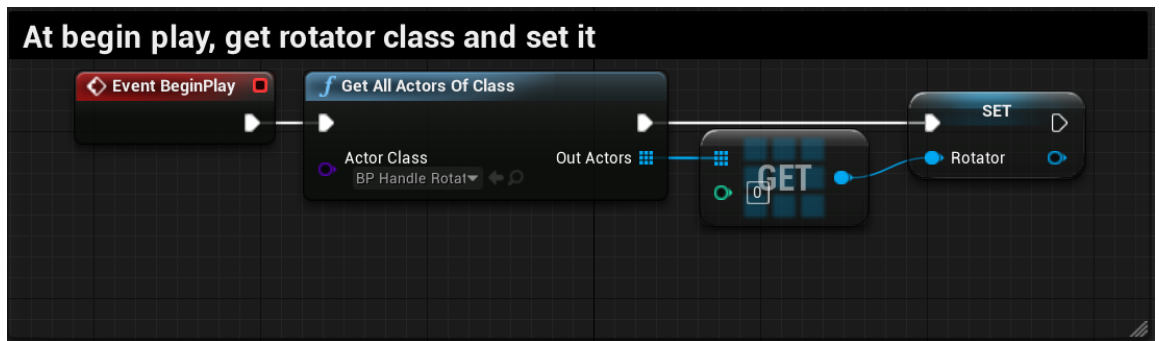 At begin play, get rotator class and set it
Event BeginPlay
f Get All Actors Of Class
SET
Actor Class
Out Actors
BP Handle Rotat
GET
0
Rotator